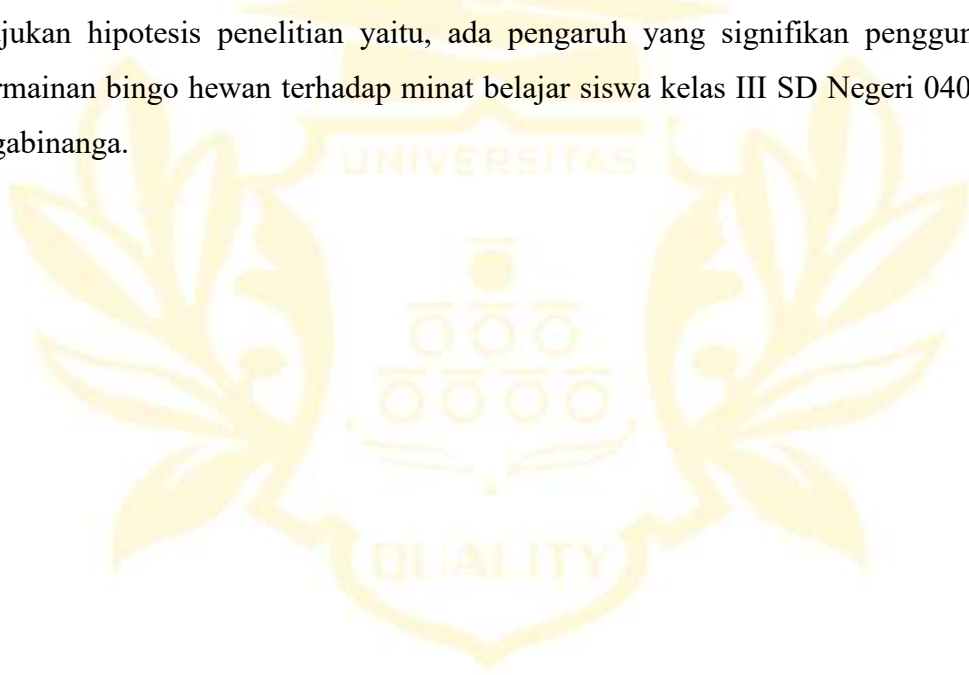 jukan hipotesis penelitian yaitu, ada pengaruh yang signifikan penggun
rmainan bingo hewan terhadap minat belajar siswa kelas III SD Negeri 040
gabinanga.
UNIVERSITAS
QUALITY